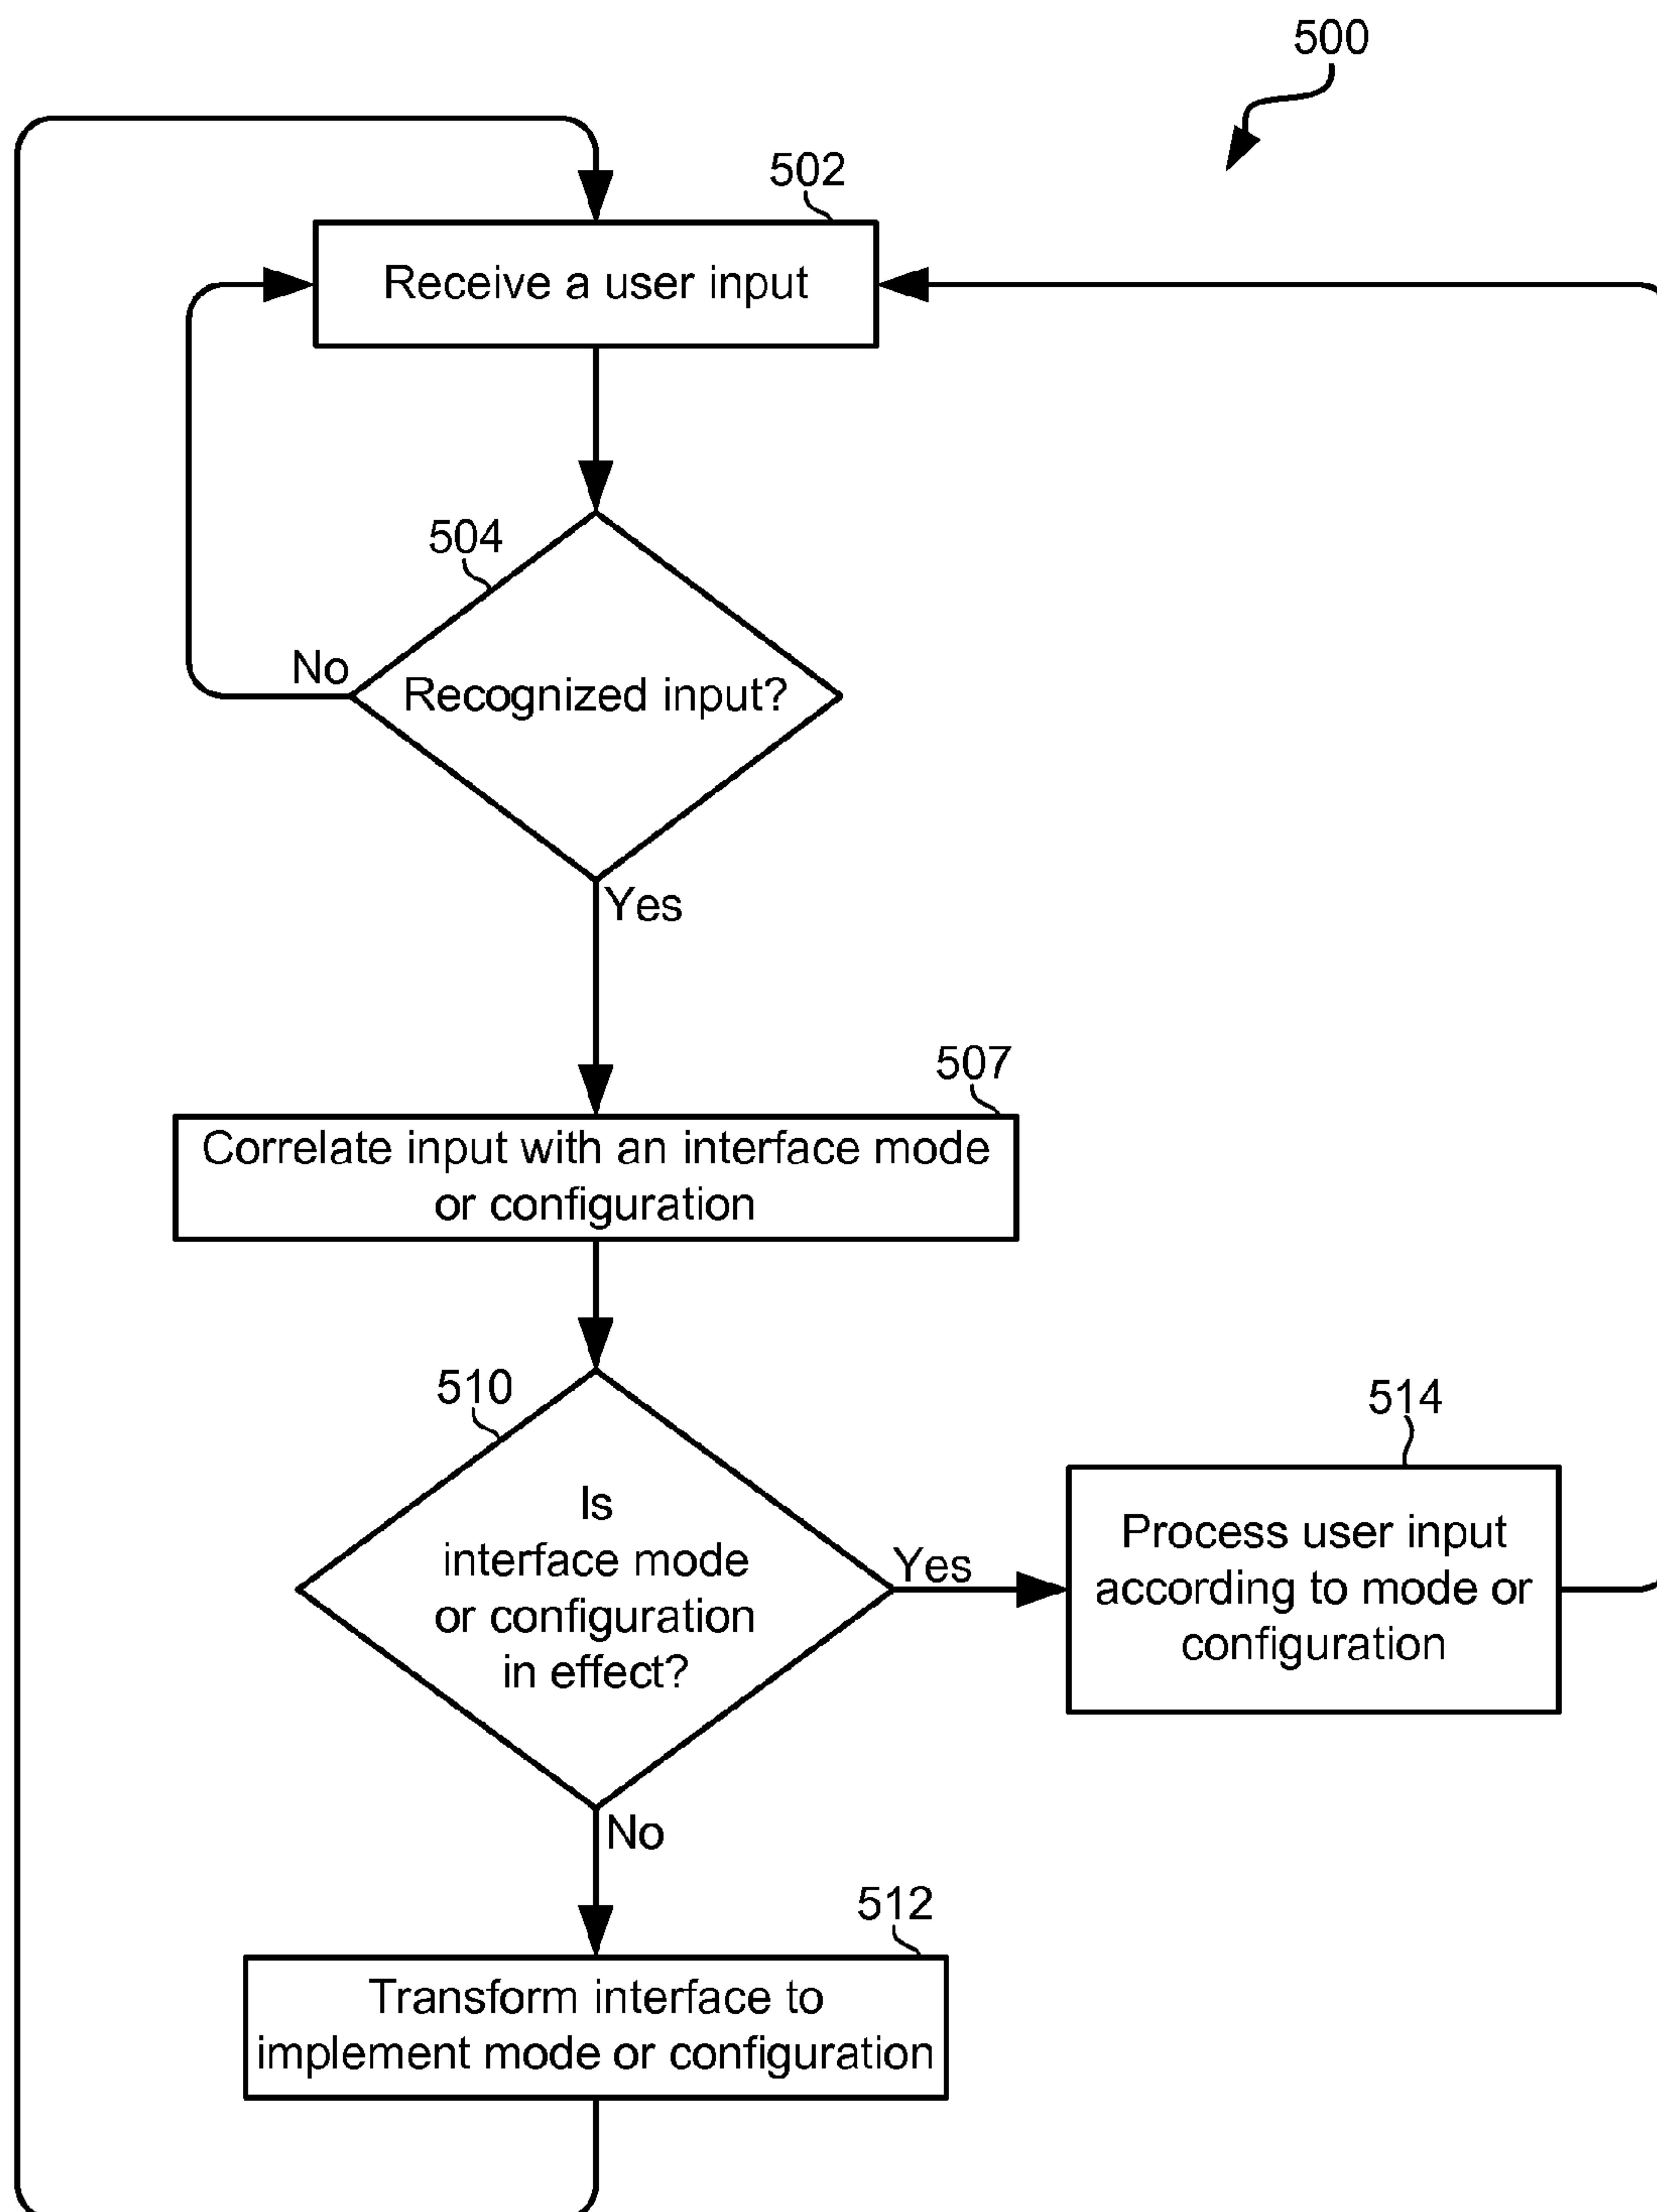 500
502
Receive a user input
504
No
Recognized input?
Yes
507
Correlate input with an interface mode
or configuration
510
Is
interface mode
or configuration
in effect?
Yes
514
Process user input
according to mode or
configuration
No
512
Transform interface to
implement mode or configuration